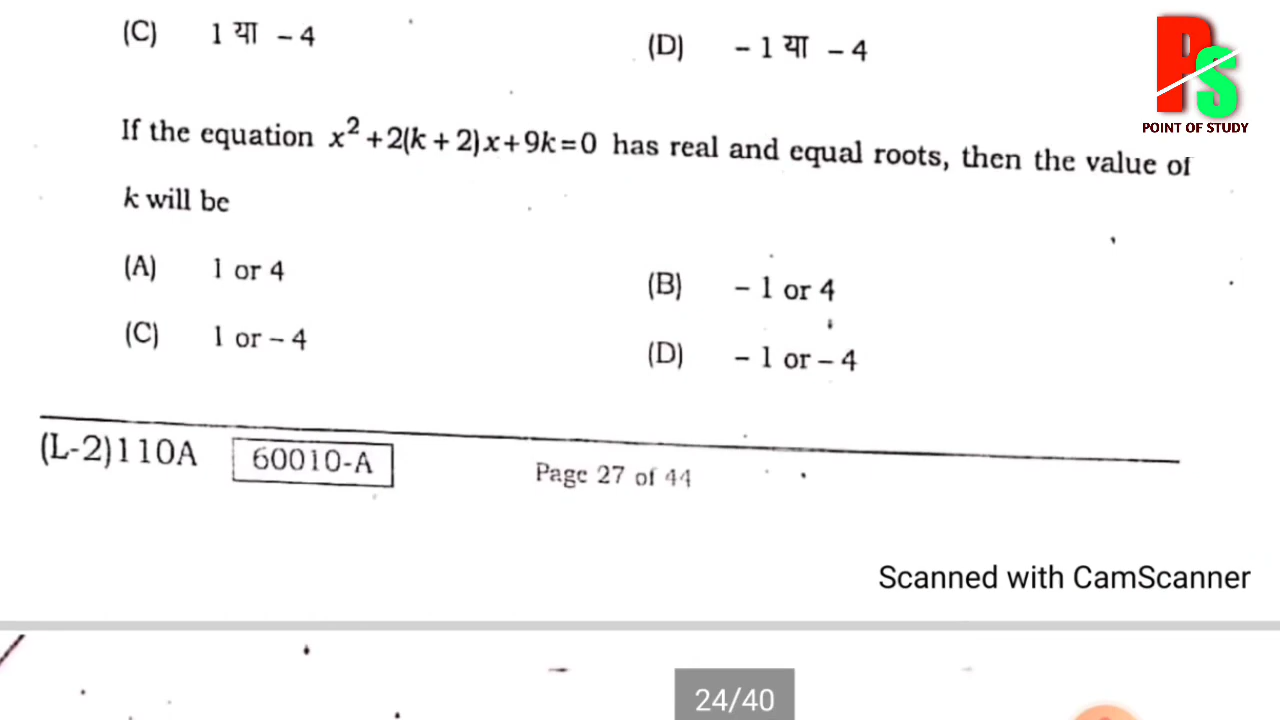 (C) 1 या – 4 (D) – 1 या – 4
PS
POINT OF STUDY
If the equation x² + 2(k + 2)x + 9k = 0 has real and equal roots, then the value of
k will be
(A) 1 or 4 (B) – 1 or 4
(C) 1 or – 4 (D) – 1 or – 4
(L-2)110A 60010-A Page 27 of 44
Scanned with CamScanner
24/40